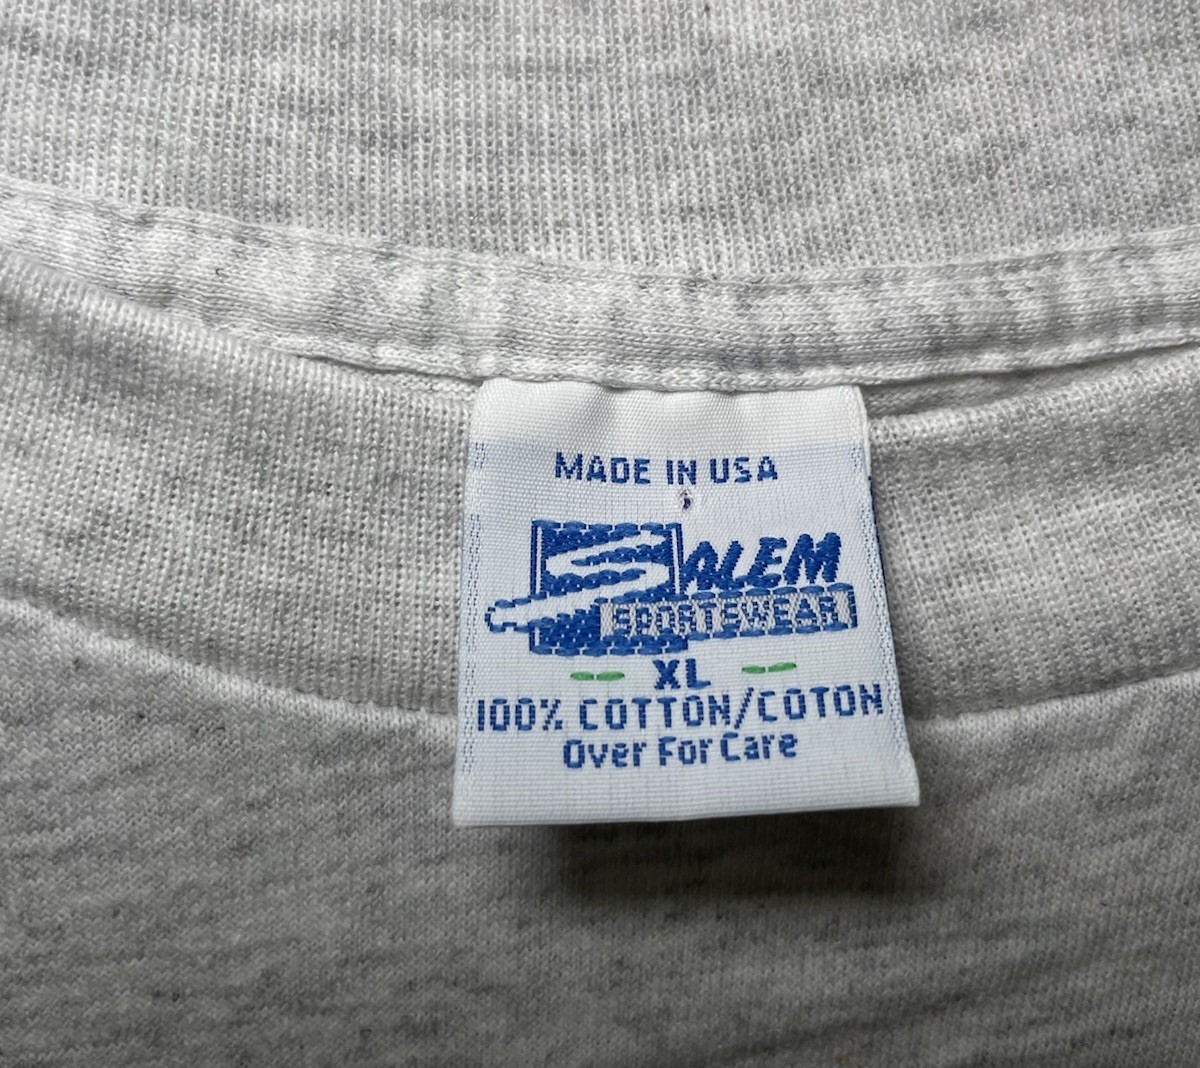 MADE IN USA
SALEM
SPORTSWEAR
XL
100% COTTON/COTON
Over For Care